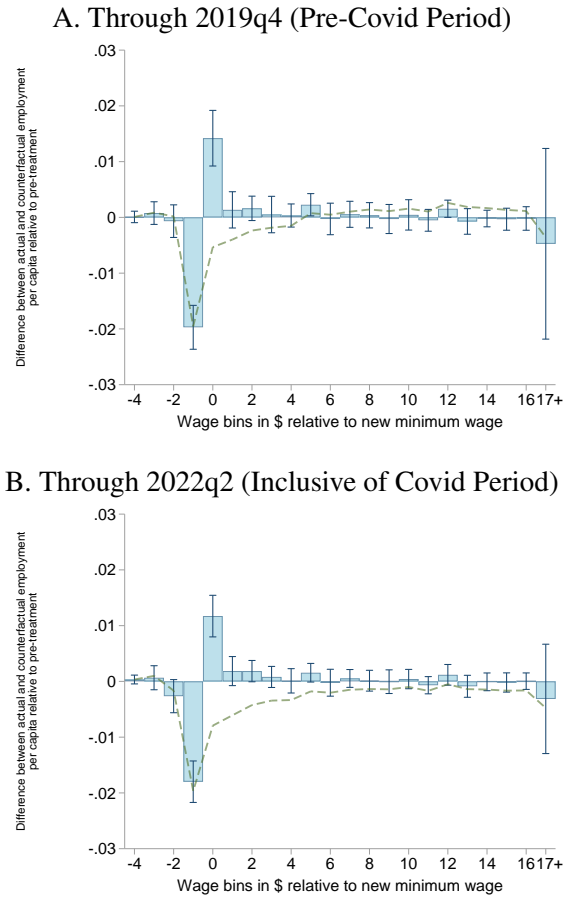 A. Through 2019q4 (Pre-Covid Period)
Difference between actual and counterfactual employment
per capita relative to pre-treatment
.03
.02
.01
0
-.01
-.02
-.03
-4 -2 0 2 4 6 8 10 12 14 16 17+
Wage bins in $ relative to new minimum wage
B. Through 2022q2 (Inclusive of Covid Period)
Difference between actual and counterfactual employment
per capita relative to pre-treatment
.03
.02
.01
0
-.01
-.02
-.03
-4 -2 0 2 4 6 8 10 12 14 16 17+
Wage bins in $ relative to new minimum wage